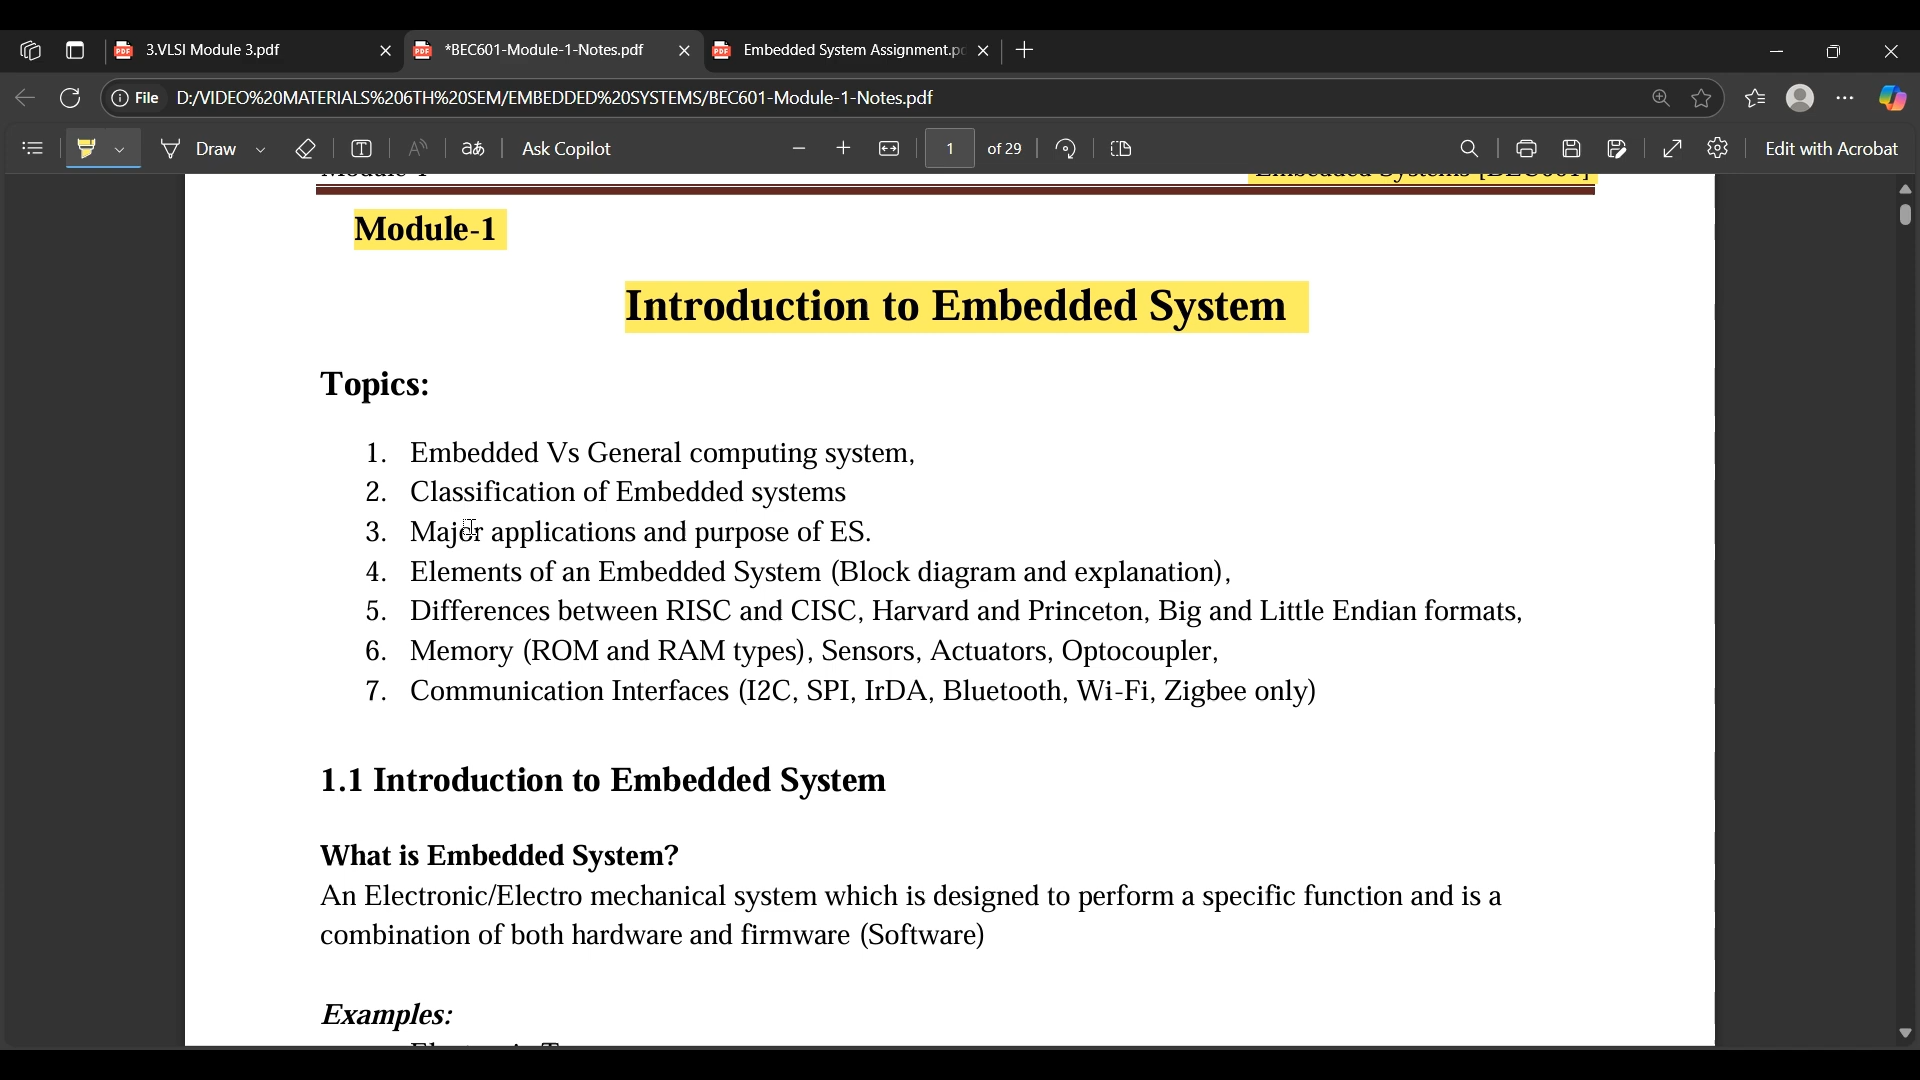 3.VLSI Module 3.pdf
*BEC601-Module-1-Notes.pdf
Embedded System Assignment.p
File
D:/VIDEO%20MATERIALS%206TH%20SEM/EMBEDDED%20SYSTEMS/BEC601-Module-1-Notes.pdf
Draw
aあ
Ask Copilot
1 of 29
Edit with Acrobat
Module-1
Introduction to Embedded System
Topics:
1. Embedded Vs General computing system,
2. Classification of Embedded systems
3. Major applications and purpose of ES.
4. Elements of an Embedded System (Block diagram and explanation),
5. Differences between RISC and CISC, Harvard and Princeton, Big and Little Endian formats,
6. Memory (ROM and RAM types), Sensors, Actuators, Optocoupler,
7. Communication Interfaces (I2C, SPI, IrDA, Bluetooth, Wi-Fi, Zigbee only)
1.1 Introduction to Embedded System
What is Embedded System?
An Electronic/Electro mechanical system which is designed to perform a specific function and is a
combination of both hardware and firmware (Software)
Examples: